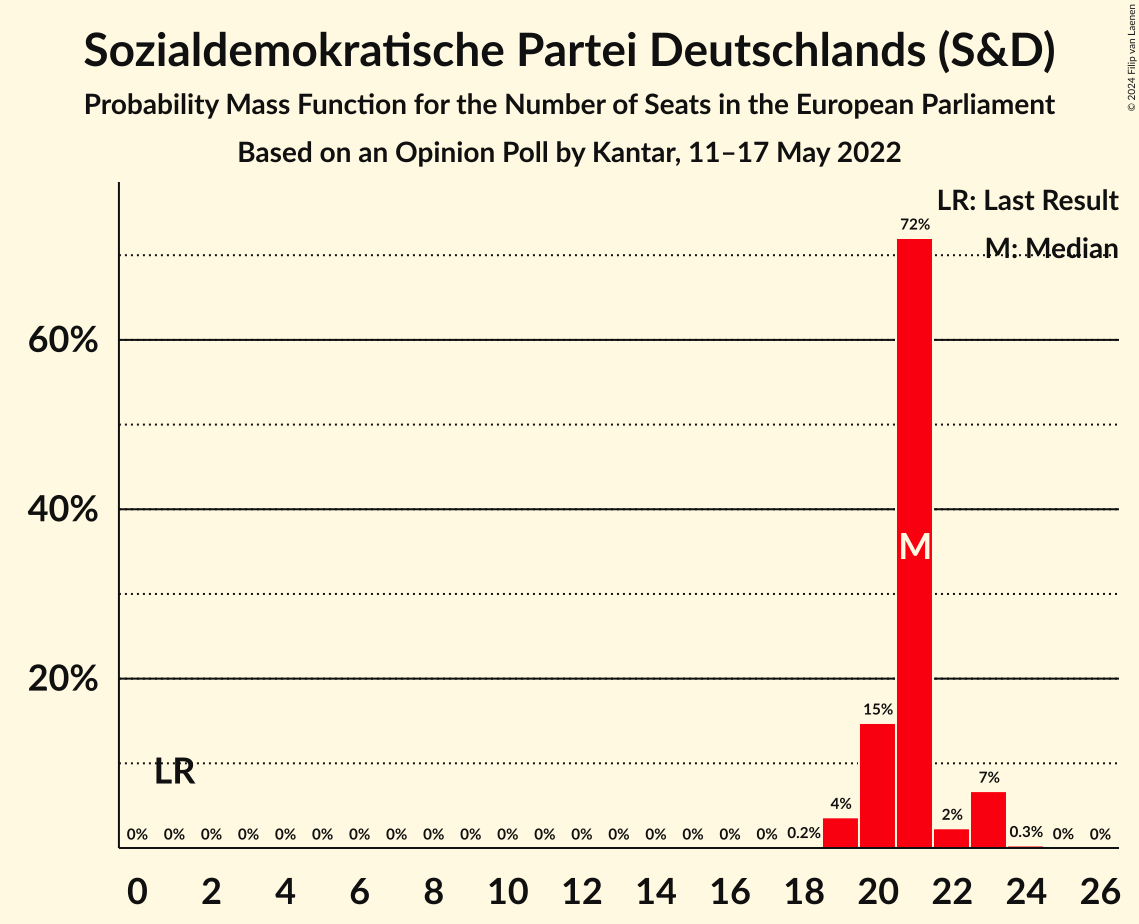 Sozialdemokratische Partei Deutschlands (S&D)
Probability Mass Function for the Number of Seats in the European Parliament
Based on an Opinion Poll by Kantar, 11–17 May 2022
© 2024 Filip van Laenen
LR: Last Result
M: Median
60%
40%
20%
72%
M
15%
LR
7%
4%
2%
0% 0% 0% 0% 0% 0% 0% 0% 0% 0% 0% 0% 0% 0% 0% 0% 0% 0% 0.2% 0.3% 0% 0%
0 2 4 6 8 10 12 14 16 18 20 22 24 26